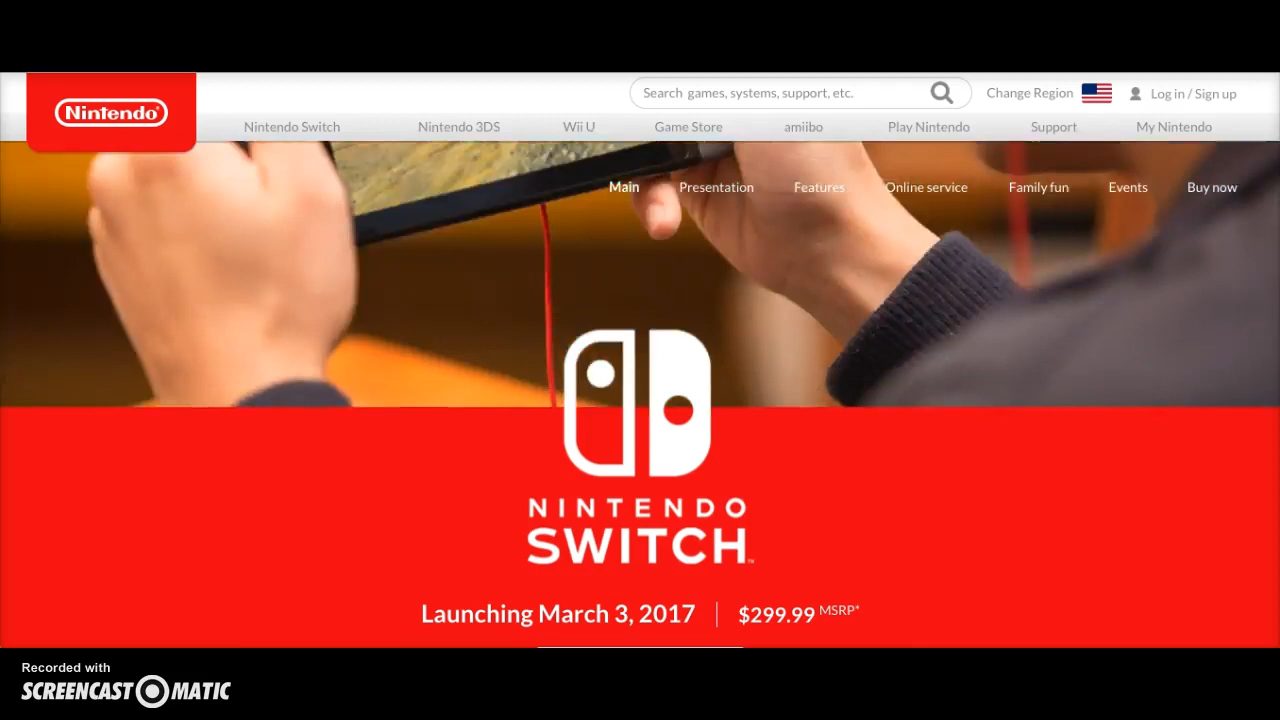 Nintendo
Search games, systems, support, etc.
Change Region
Log in / Sign up
Nintendo Switch
Nintendo 3DS
Wii U
Game Store
amiibo
Play Nintendo
Support
My Nintendo
Main
Presentation
Features
Online service
Family fun
Events
Buy now
NINTENDO
SWITCH™
Launching March 3, 2017
$299.99 MSRP*
Recorded with
SCREENCAST-O-MATIC